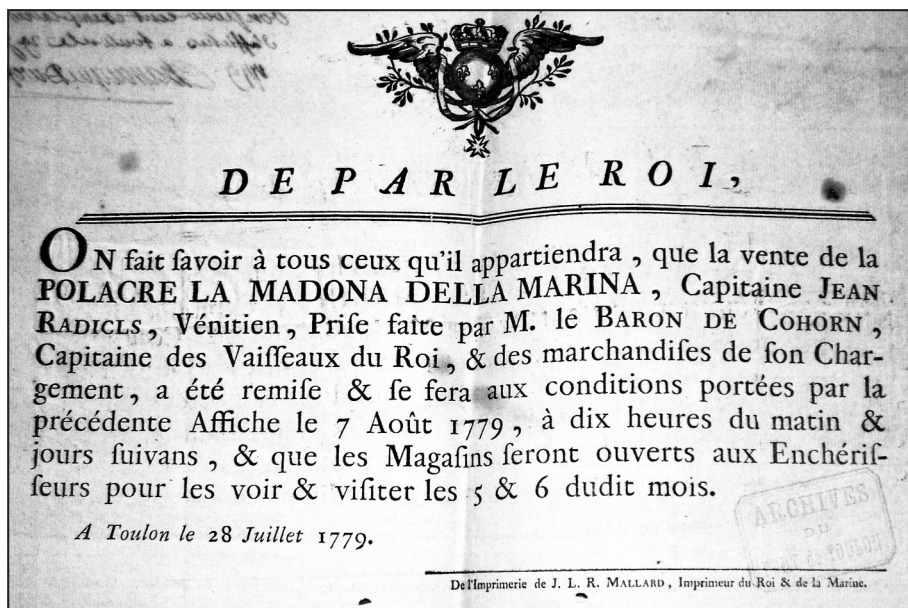 DE PAR LE ROI,
ON fait ſavoir à tous ceux qu'il appartiendra, que la vente de la
POLACRE LA MADONA DELLA MARINA, Capitaine JEAN
RADICLS, Vénitien, Priſe faite par M. le BARON DE COHORN,
Capitaine des Vaiſſeaux du Roi, & des marchandiſes de ſon Char-
gement, a été remiſe & ſe fera aux conditions portées par la
précédente Affiche le 7 Août 1779, à dix heures du matin &
jours ſuivans, & que les Magaſins ſeront ouverts aux Enchériſ-
ſeurs pour les voir & viſiter les 5 & 6 dudit mois.
A Toulon le 28 Juillet 1779.
ARCHIVES
DU
TOULON
De l'Imprimerie de J. L. R. MALLARD, Imprimeur du Roi & de la Marine.